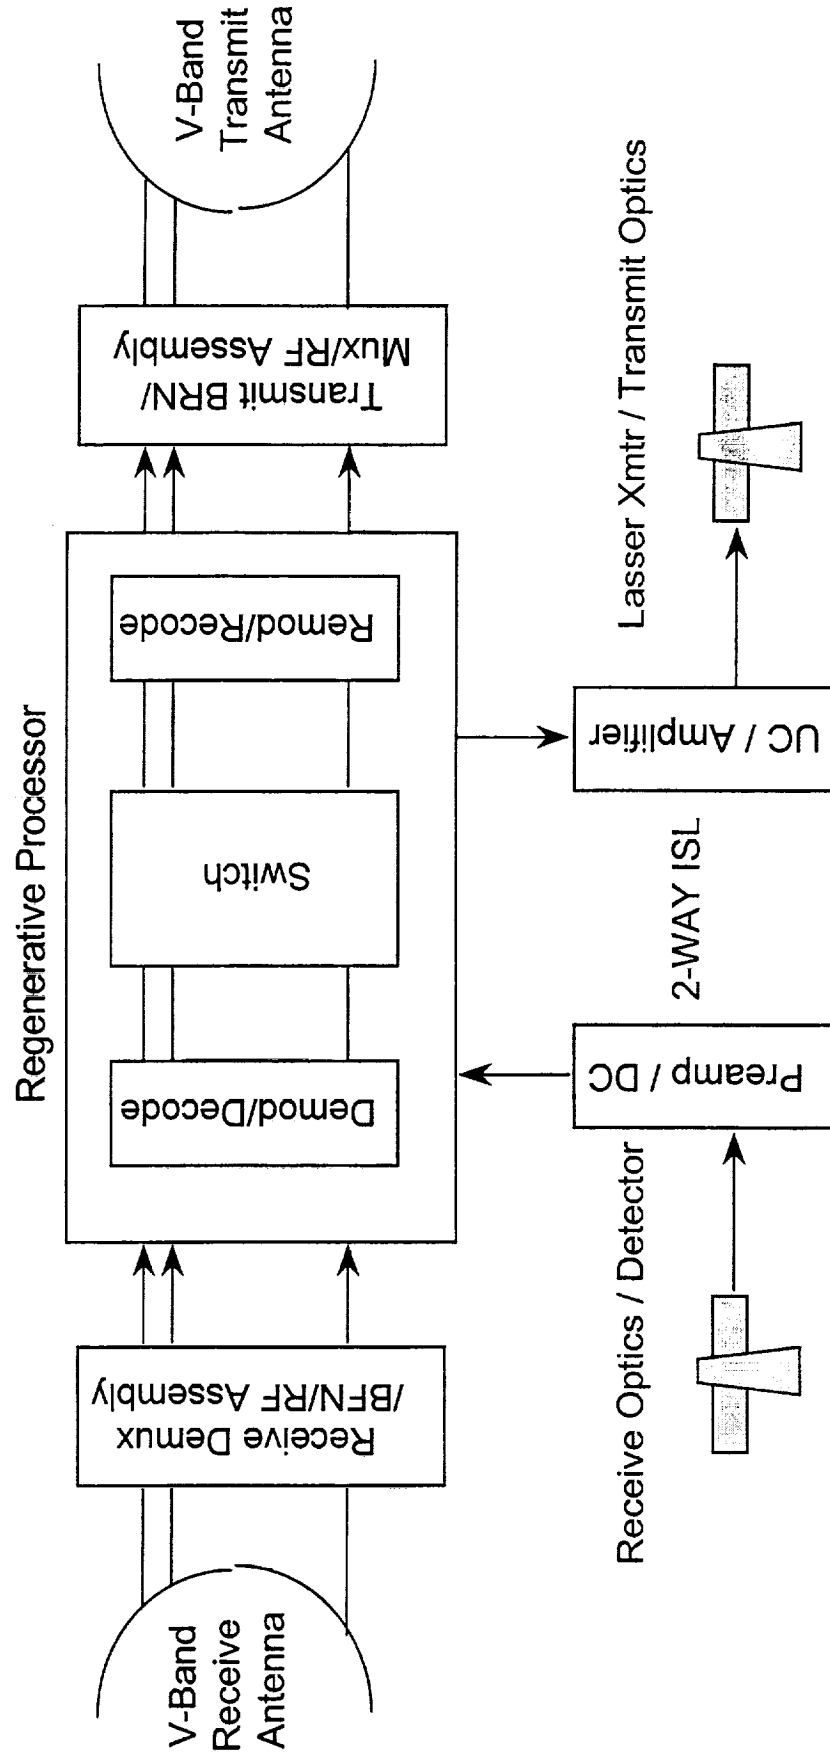 Regenerative Processor
V-Band
Receive
Antenna
Receive Demux
/BFN/RF Assembly
Demod/Decode
Switch
Remod/Recode
Transmit BRN/
Mux/RF Assembly
V-Band
Transmit
Antenna
Receive Optics / Detector
Preamp / DC
2-WAY ISL
UC / Amplifier
Lasser Xmtr / Transmit Optics